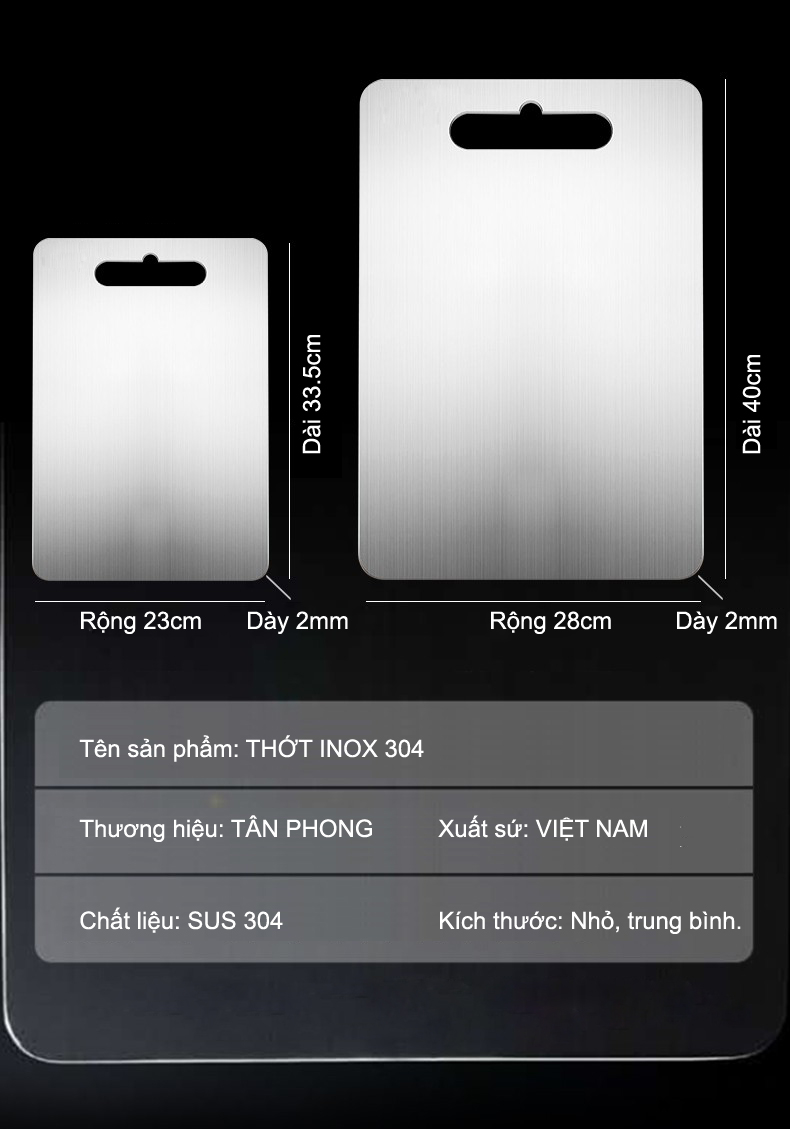 Dài 33.5cm
Dài 40cm
Rộng 23cm
Dày 2mm
Rộng 28cm
Dày 2mm
Tên sản phẩm: THỚT INOX 304
Thương hiệu: TÂN PHONG
Xuất sứ: VIỆT NAM
Chất liệu: SUS 304
Kích thước: Nhỏ, trung bình.